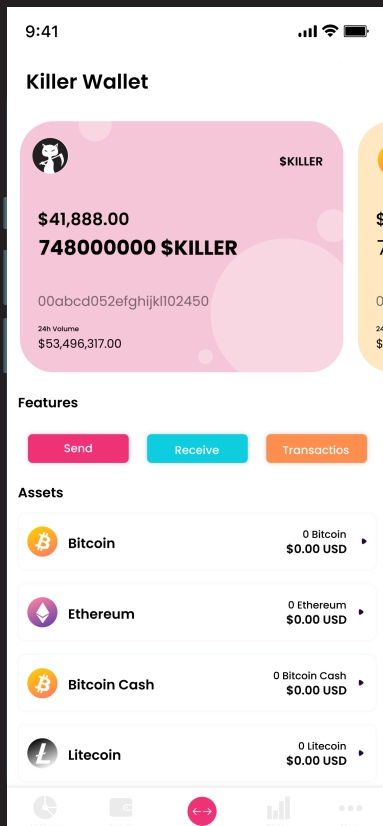 9:41
Killer Wallet
$KILLER
$41,888.00
748000000 $KILLER
00abcd052efghijkl102450
24h Volume
$53,496,317.00
Features
Send
Receive
Transactios
Assets
0 Bitcoin
Bitcoin
$0.00 USD
0 Ethereum
Ethereum
$0.00 USD
0 Bitcoin Cash
Bitcoin Cash
$0.00 USD
0 Litecoin
Litecoin
$0.00 USD